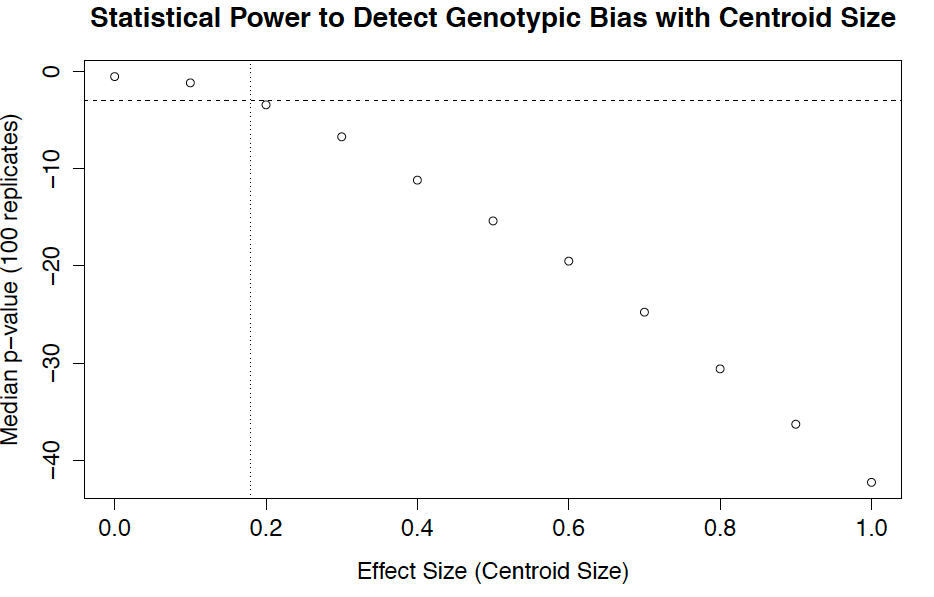 Statistical Power to Detect Genotypic Bias with Centroid Size
Median p−value (100 replicates)
0
−10
−20
−30
−40
0.0 0.2 0.4 0.6 0.8 1.0
Effect Size (Centroid Size)